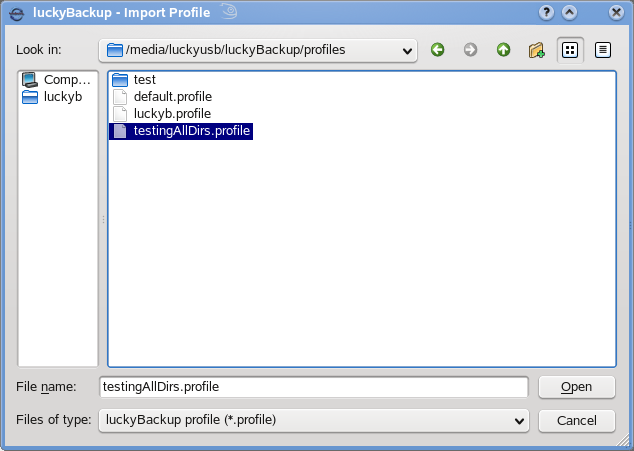 luckyBackup - Import Profile
Look in: /media/luckyusb/luckyBackup/profiles
Comp...
luckyb
test
default.profile
luckyb.profile
testingAllDirs.profile
File name: testingAllDirs.profile Open
Files of type: luckyBackup profile (*.profile) Cancel